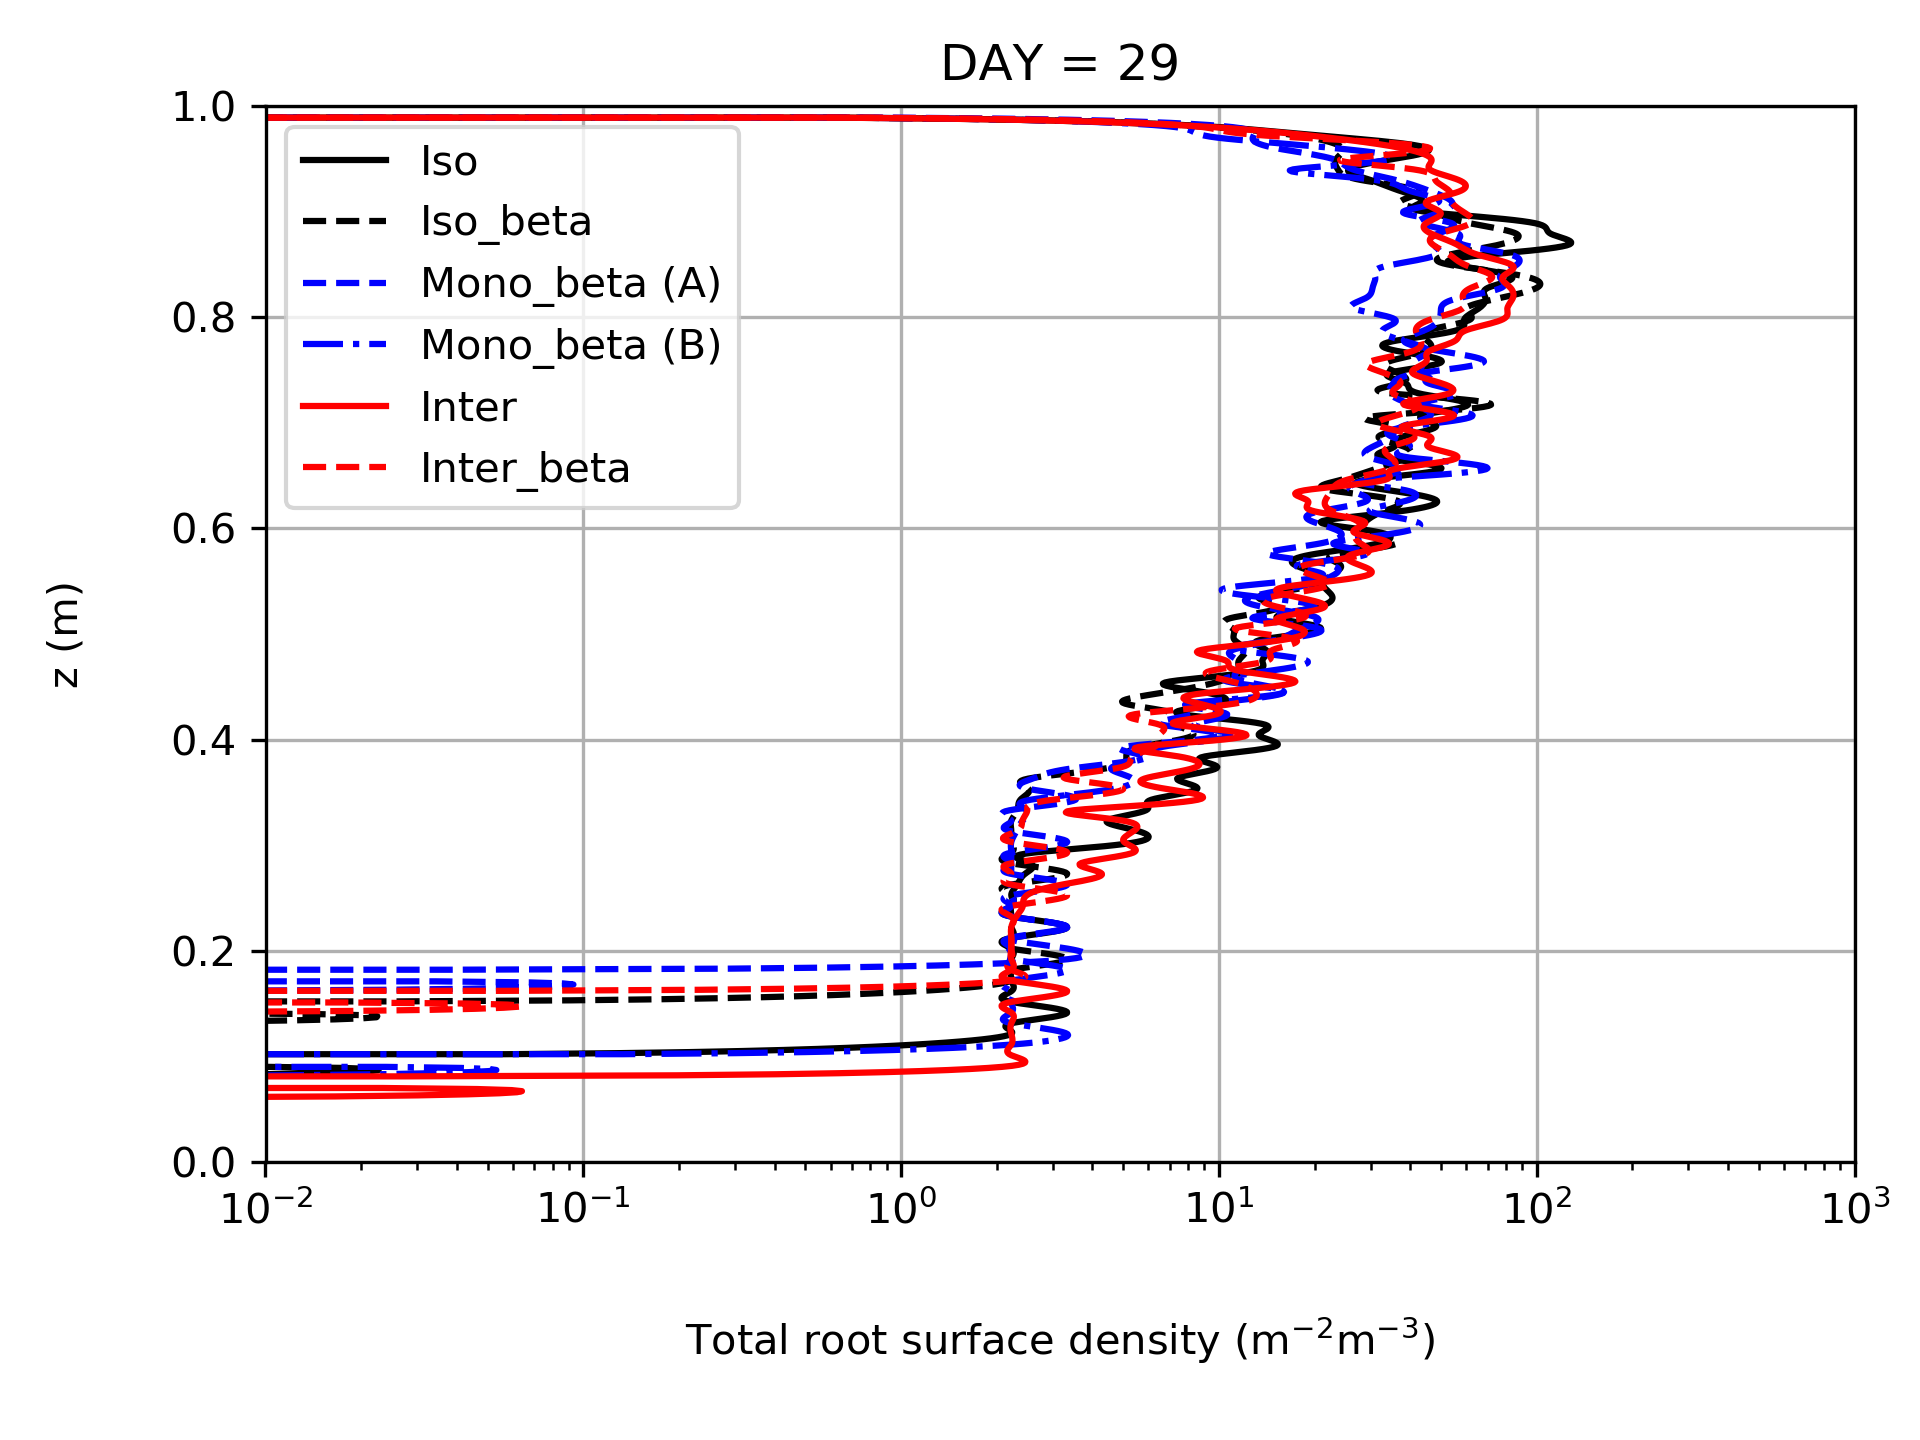 DAY = 29
1.0
0.8
0.6
0.4
0.2
0.0
z (m)
Iso
Iso_beta
Mono_beta (A)
Mono_beta (B)
Inter
Inter_beta
10⁻² 10⁻¹ 10⁰ 10¹ 10² 10³
Total root surface density (m⁻²m⁻³)